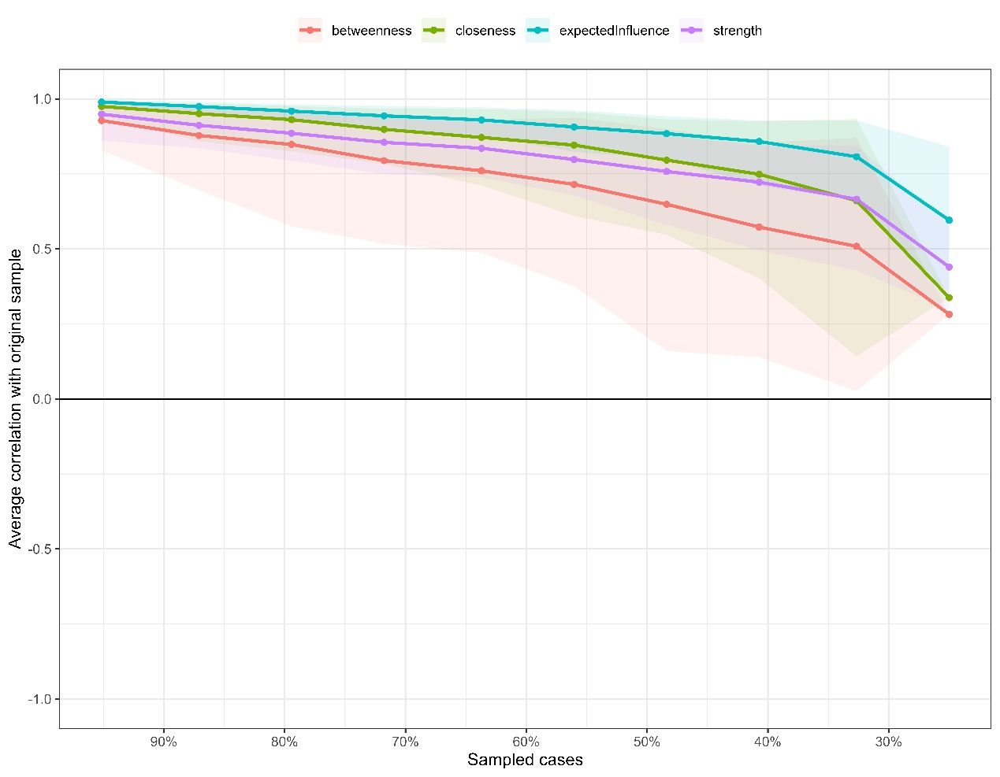 betweenness closeness expectedInfluence strength
1.0
0.5
0.0
-0.5
-1.0
Average correlation with original sample
90% 80% 70% 60% 50% 40% 30%
Sampled cases